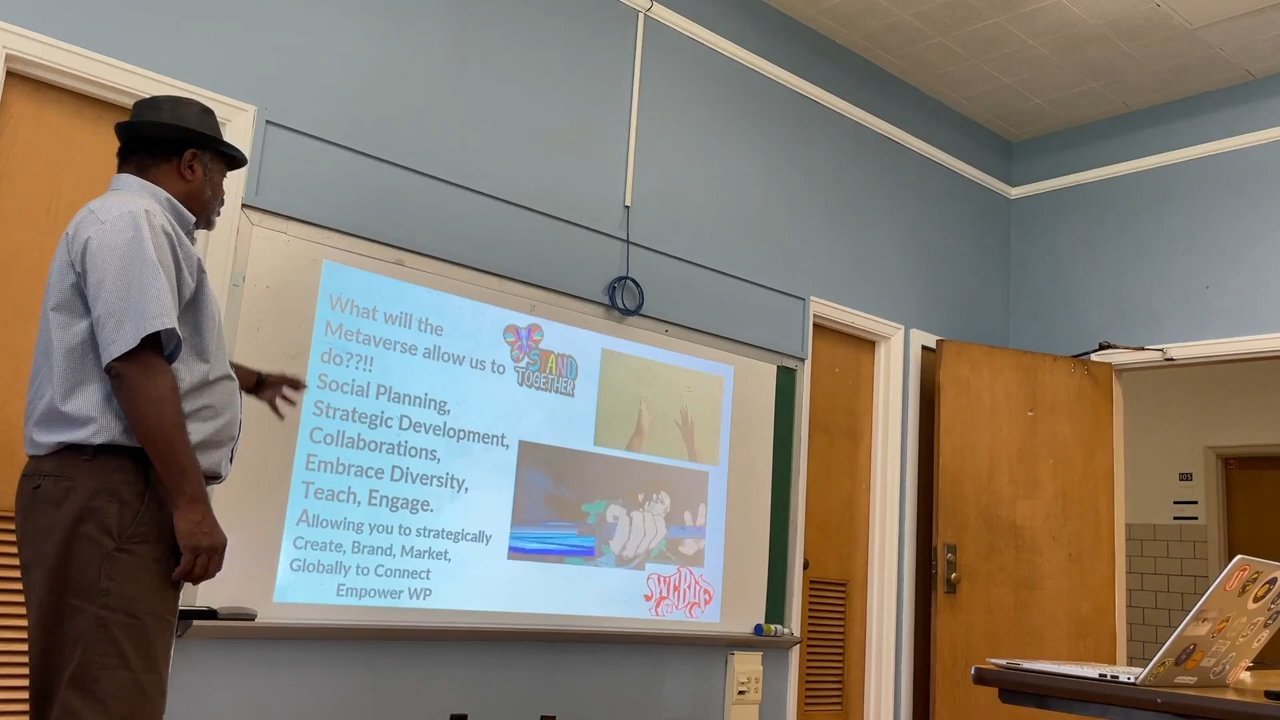 What will the
Metaverse allow us to
do??!!
Social Planning,
Strategic Development,
Collaborations,
Embrace Diversity,
Teach, Engage.
Allowing you to strategically
Create, Brand, Market,
Globally to Connect
Empower WP
STAND
TOGETHER
WCBUF
105